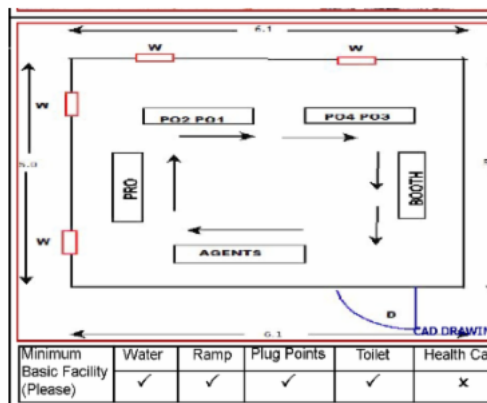 6.1
W W
W
PO2 PO1 PO4 PO3
5.0
PRO
BOOTH
W
AGENTS
D
CAD DRAWIN
6.1
Minimum Basic Facility (Please) Water Ramp Plug Points Toilet Health Ca
✓ ✓ ✓ ✓ x